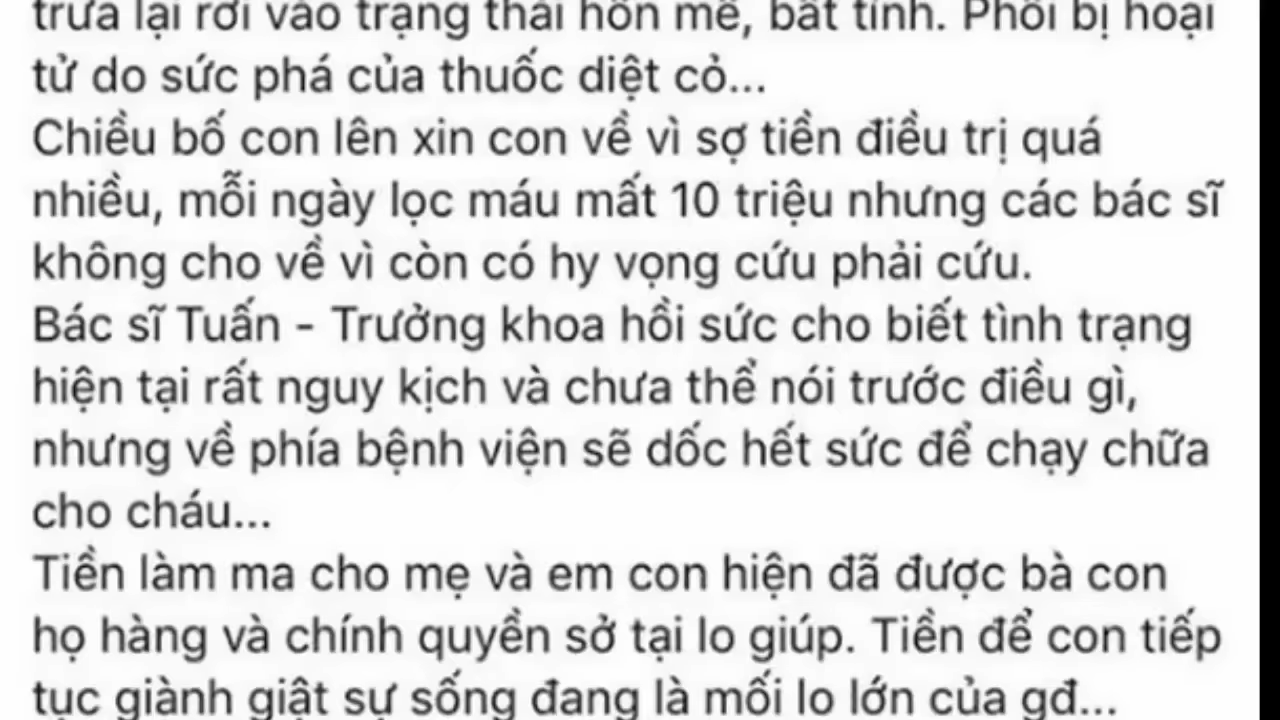 trưa lại rơi vào trạng thái hôn mê, bất tỉnh. Phổi bị hoại
tử do sức phá của thuốc diệt cỏ...
Chiều bố con lên xin con về vì sợ tiền điều trị quá
nhiều, mỗi ngày lọc máu mất 10 triệu nhưng các bác sĩ
không cho về vì còn có hy vọng cứu phải cứu.
Bác sĩ Tuấn - Trưởng khoa hồi sức cho biết tình trạng
hiện tại rất nguy kịch và chưa thể nói trước điều gì,
nhưng về phía bệnh viện sẽ dốc hết sức để chạy chữa
cho cháu...
Tiền làm ma cho mẹ và em con hiện đã được bà con
họ hàng và chính quyền sở tại lo giúp. Tiền để con tiếp
tục giành giật sự sống đang là mối lo lớn của gđ...